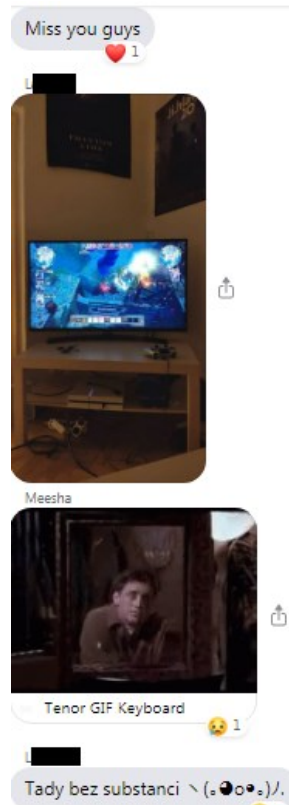 Miss you guys
1
L
Meesha
Tenor GIF Keyboard
1
L
Tady bez substanci ヽ(｡◕o◕｡)ﾉ.